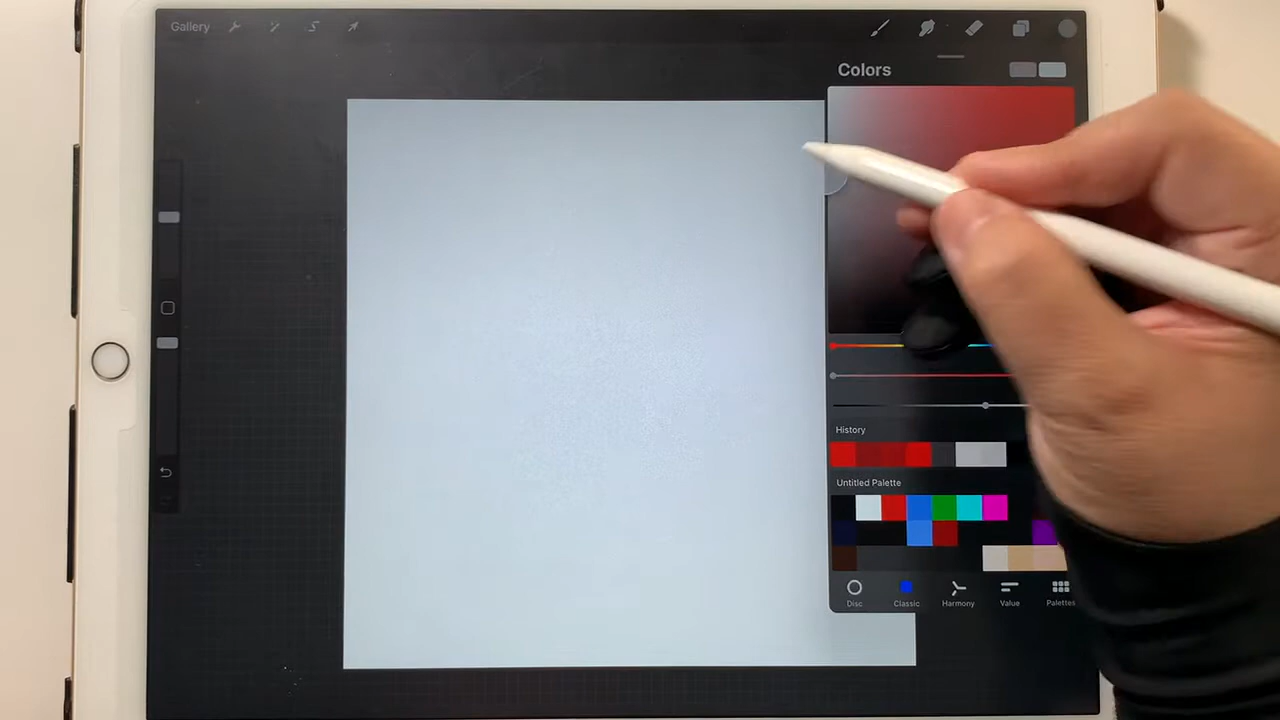 Gallery
Colors
History
Untitled Palette
Disc
Classic
Harmony
Value
Palettes